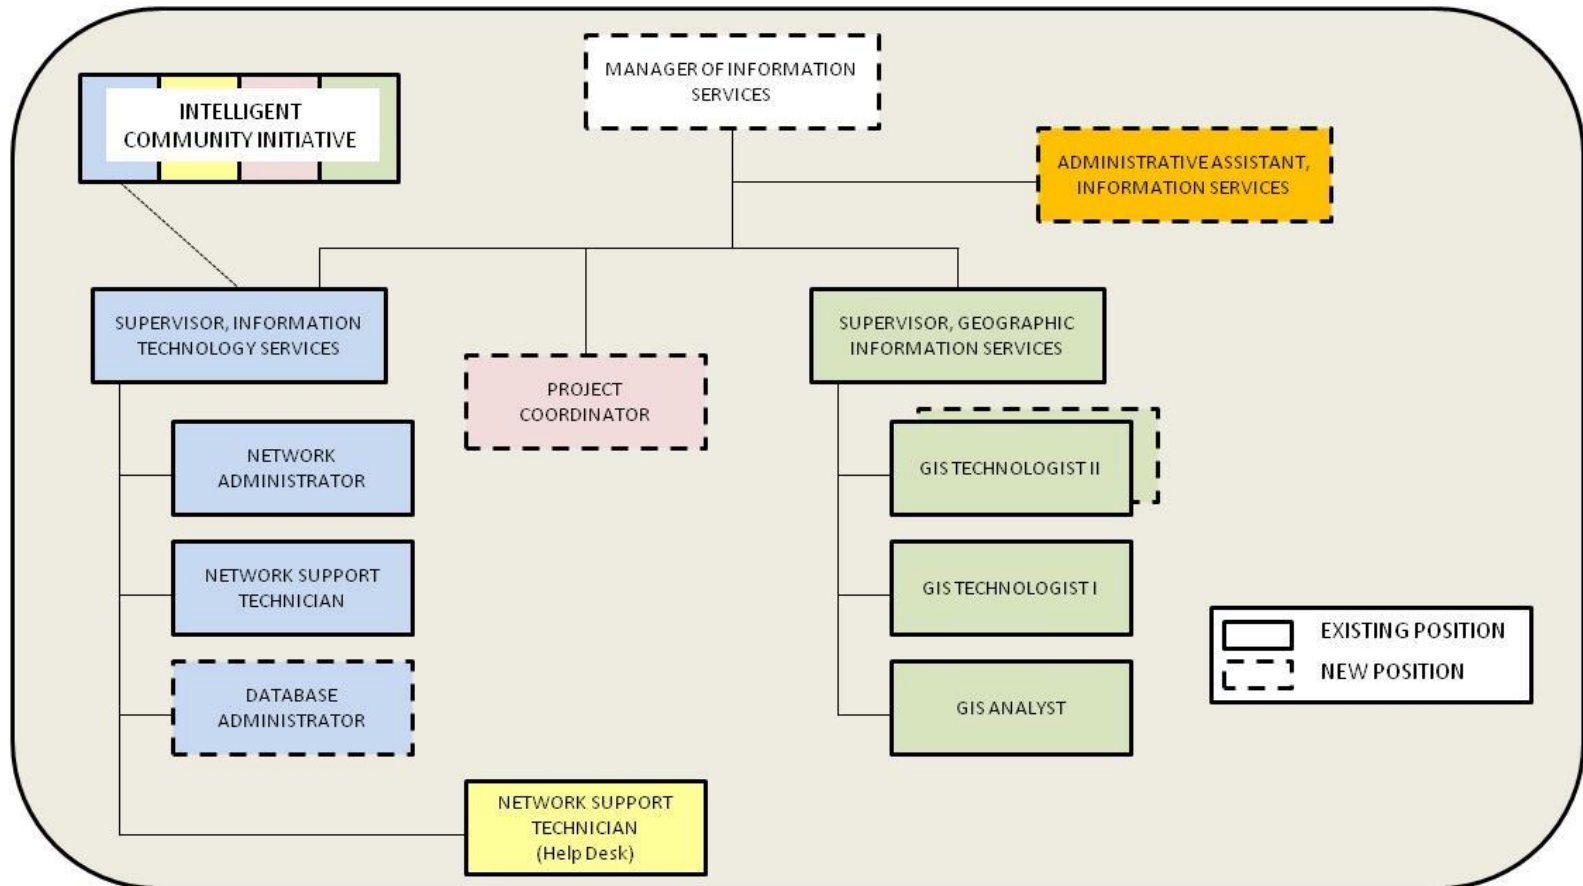 MANAGER OF INFORMATION
SERVICES
INTELLIGENT
COMMUNITY INITIATIVE
ADMINISTRATIVE ASSISTANT,
INFORMATION SERVICES
SUPERVISOR, INFORMATION
TECHNOLOGY SERVICES
SUPERVISOR, GEOGRAPHIC
INFORMATION SERVICES
PROJECT
COORDINATOR
NETWORK
ADMINISTRATOR
NETWORK SUPPORT
TECHNICIAN
DATABASE
ADMINISTRATOR
NETWORK SUPPORT
TECHNICIAN
(Help Desk)
GIS TECHNOLOGIST II
GIS TECHNOLOGIST I
GIS ANALYST
EXISTING POSITION
NEW POSITION